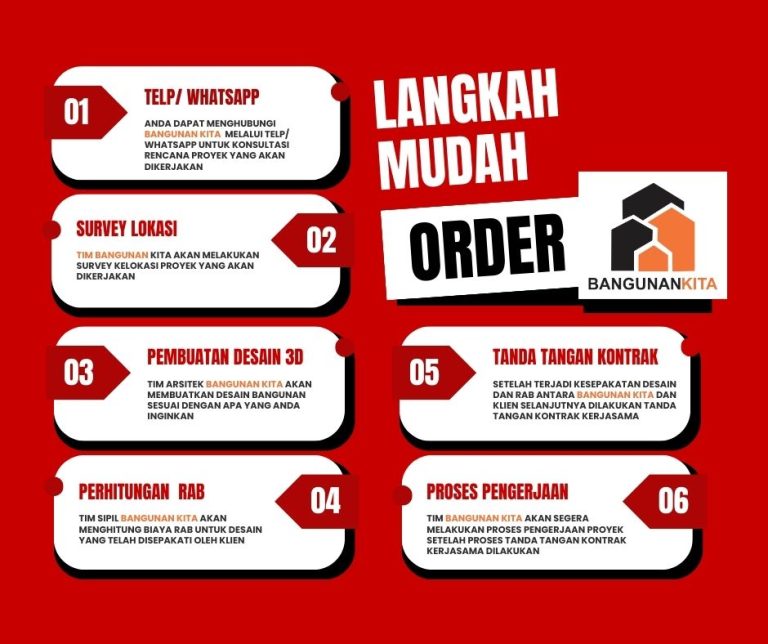 LANGKAH
MUDAH
ORDER
BANGUNANKITA
01
TELP/ WHATSAPP
ANDA DAPAT MENGHUBUNGI
BANGUNAN KITA MELALUI TELP/
WHATSAPP UNTUK KONSULTASI
RENCANA PROYEK YANG AKAN
DIKERJAKAN
02
SURVEY LOKASI
TIM BANGUNAN KITA AKAN MELAKUKAN
SURVEY KELOKASI PROYEK YANG AKAN
DIKERJAKAN
03
PEMBUATAN DESAIN 3D
TIM ARSITEK BANGUNAN KITA AKAN
MEMBUATKAN DESAIN BANGUNAN
SESUAI DENGAN APA YANG ANDA
INGINKAN
04
PERHITUNGAN RAB
TIM SIPIL BANGUNAN KITA AKAN
MENGHITUNG BIAYA RAB UNTUK DESAIN
YANG TELAH DISEPAKATI OLEH KLIEN
05
TANDA TANGAN KONTRAK
SETELAH TERJADI KESEPAKATAN DESAIN
DAN RAB ANTARA BANGUNAN KITA DAN
KLIEN SELANJUTNYA DILAKUKAN TANDA
TANGAN KONTRAK KERJASAMA
06
PROSES PENGERJAAN
TIM BANGUNAN KITA AKAN SEGERA
MELAKUKAN PROSES PENGERJAAN PROYEK
SETELAH PROSES TANDA TANGAN KONTRAK
KERJASAMA DILAKUKAN